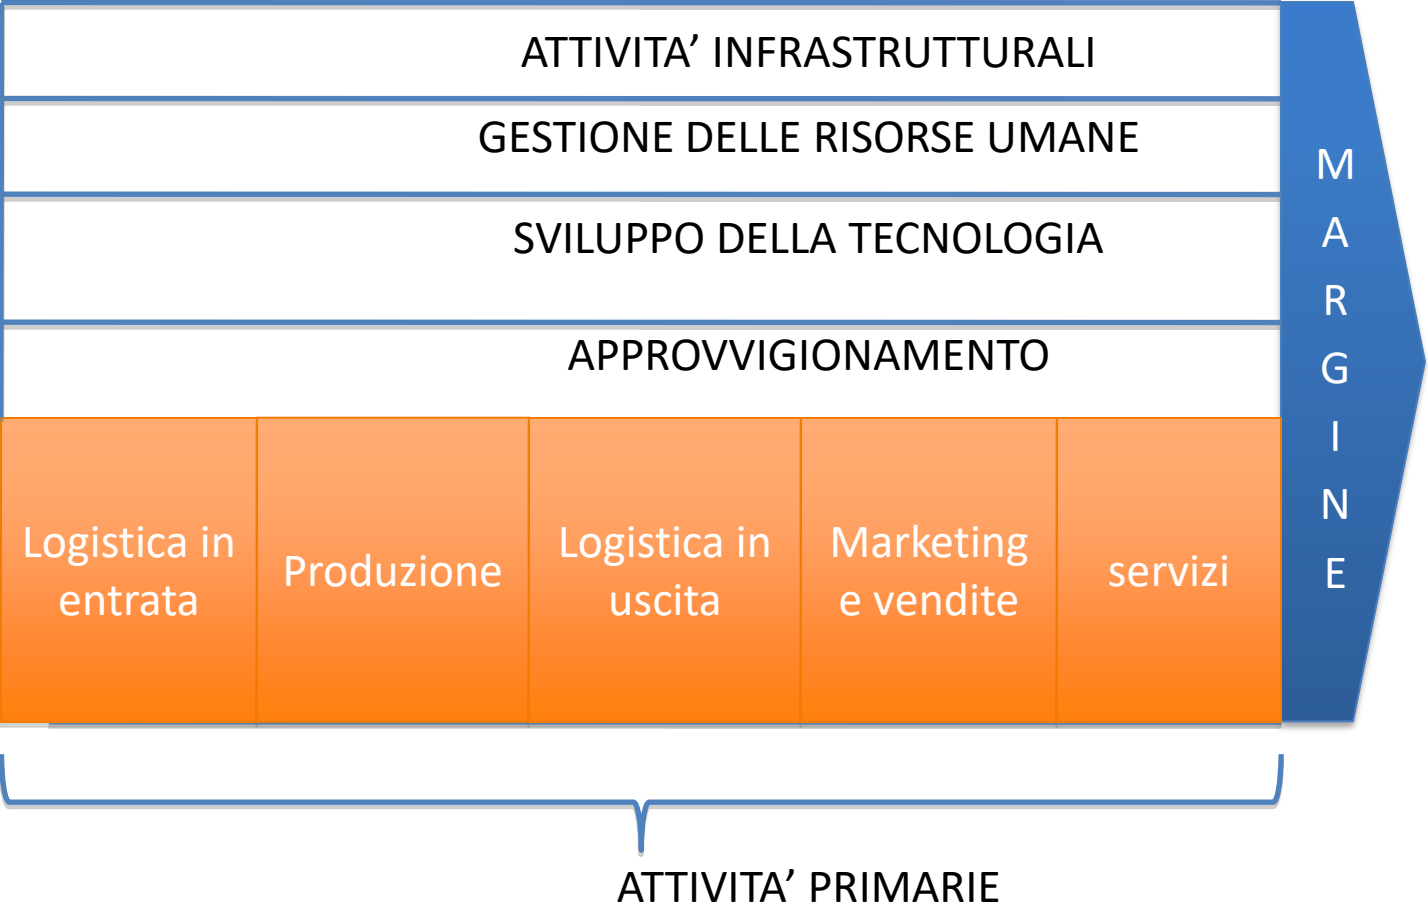 ATTIVITA’ INFRASTRUTTURALI
GESTIONE DELLE RISORSE UMANE
SVILUPPO DELLA TECNOLOGIA
APPROVVIGIONAMENTO
Logistica in
entrata
Produzione
Logistica in
uscita
Marketing
e vendite
servizi
M
A
R
G
I
N
E
ATTIVITA’ PRIMARIE